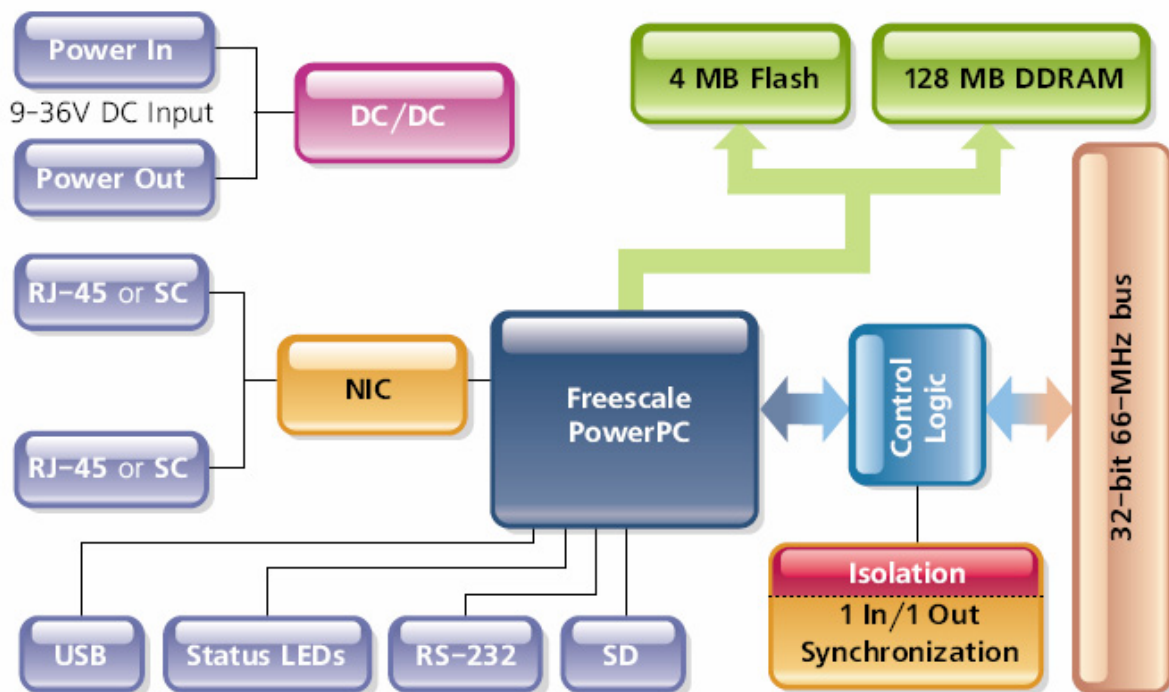 Power In
9-36V DC Input
Power Out
DC/DC
4 MB Flash
128 MB DDRAM
RJ-45 or SC
RJ-45 or SC
NIC
Freescale
PowerPC
Control
Logic
32-bit 66-MHz bus
Isolation
1 In/1 Out
Synchronization
USB
Status LEDs
RS-232
SD